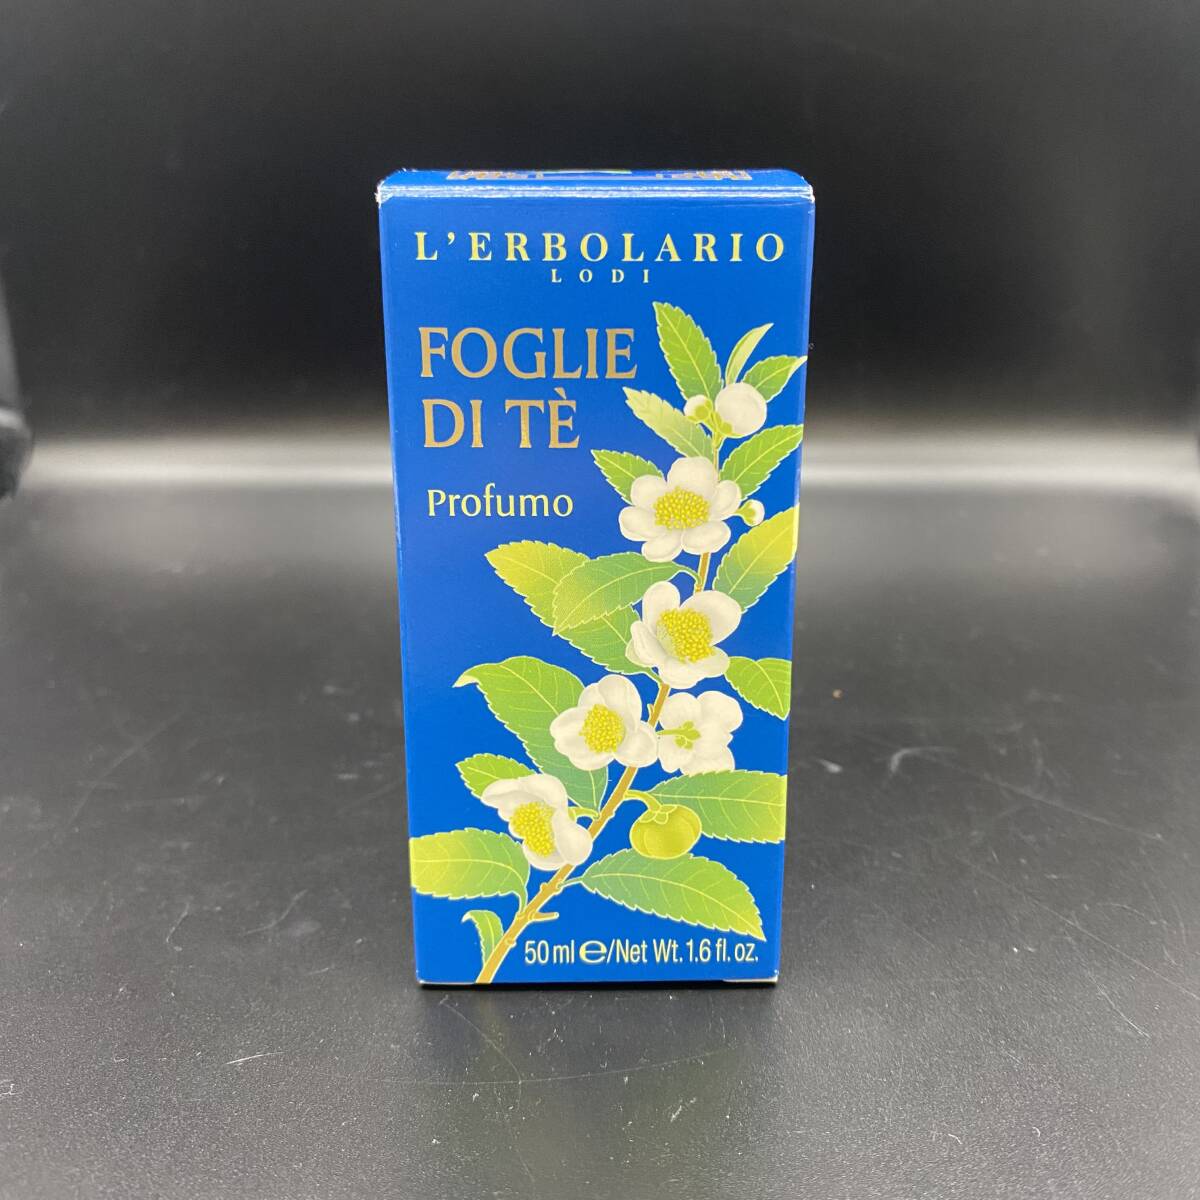 L'ERBOLARIO
LODI
FOGLIE
DI TÈ
Profumo
50 ml ℮/Net Wt. 1.6 fl. oz.